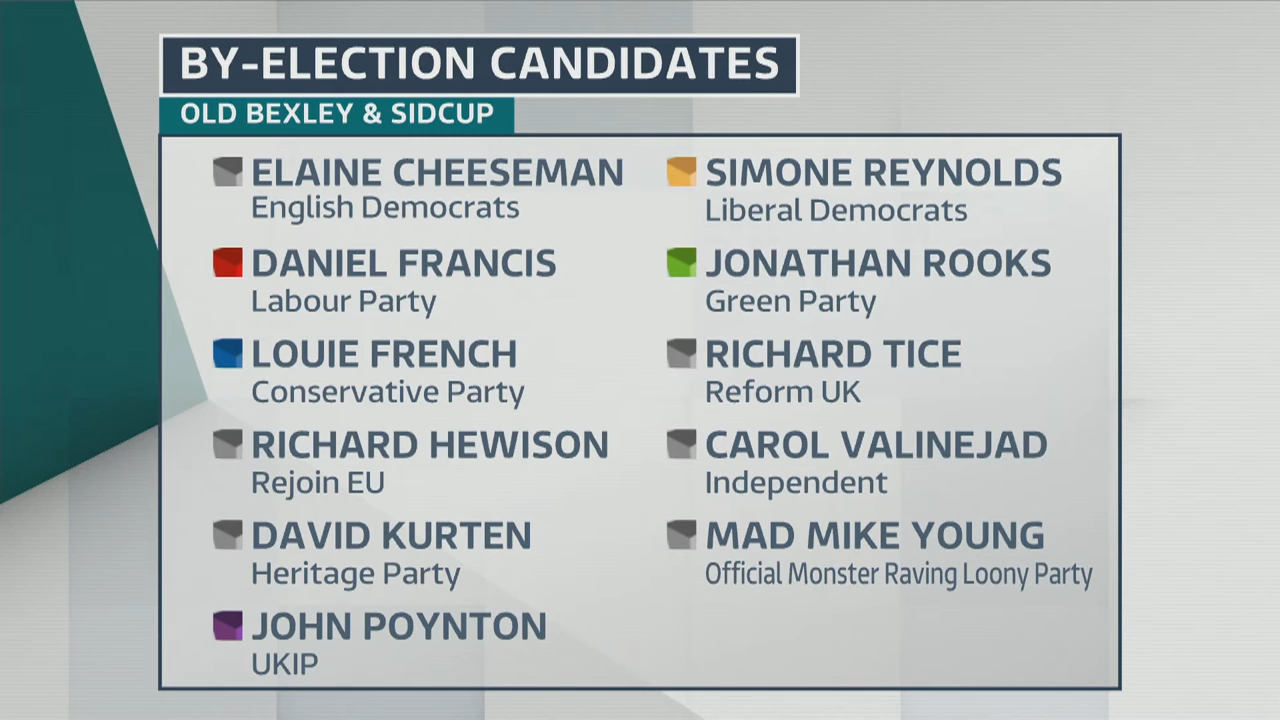 BY-ELECTION CANDIDATES
OLD BEXLEY & SIDCUP
ELAINE CHEESEMAN
English Democrats
DANIEL FRANCIS
Labour Party
LOUIE FRENCH
Conservative Party
RICHARD HEWISON
Rejoin EU
DAVID KURTEN
Heritage Party
JOHN POYNTON
UKIP
SIMONE REYNOLDS
Liberal Democrats
JONATHAN ROOKS
Green Party
RICHARD TICE
Reform UK
CAROL VALINEJAD
Independent
MAD MIKE YOUNG
Official Monster Raving Loony Party